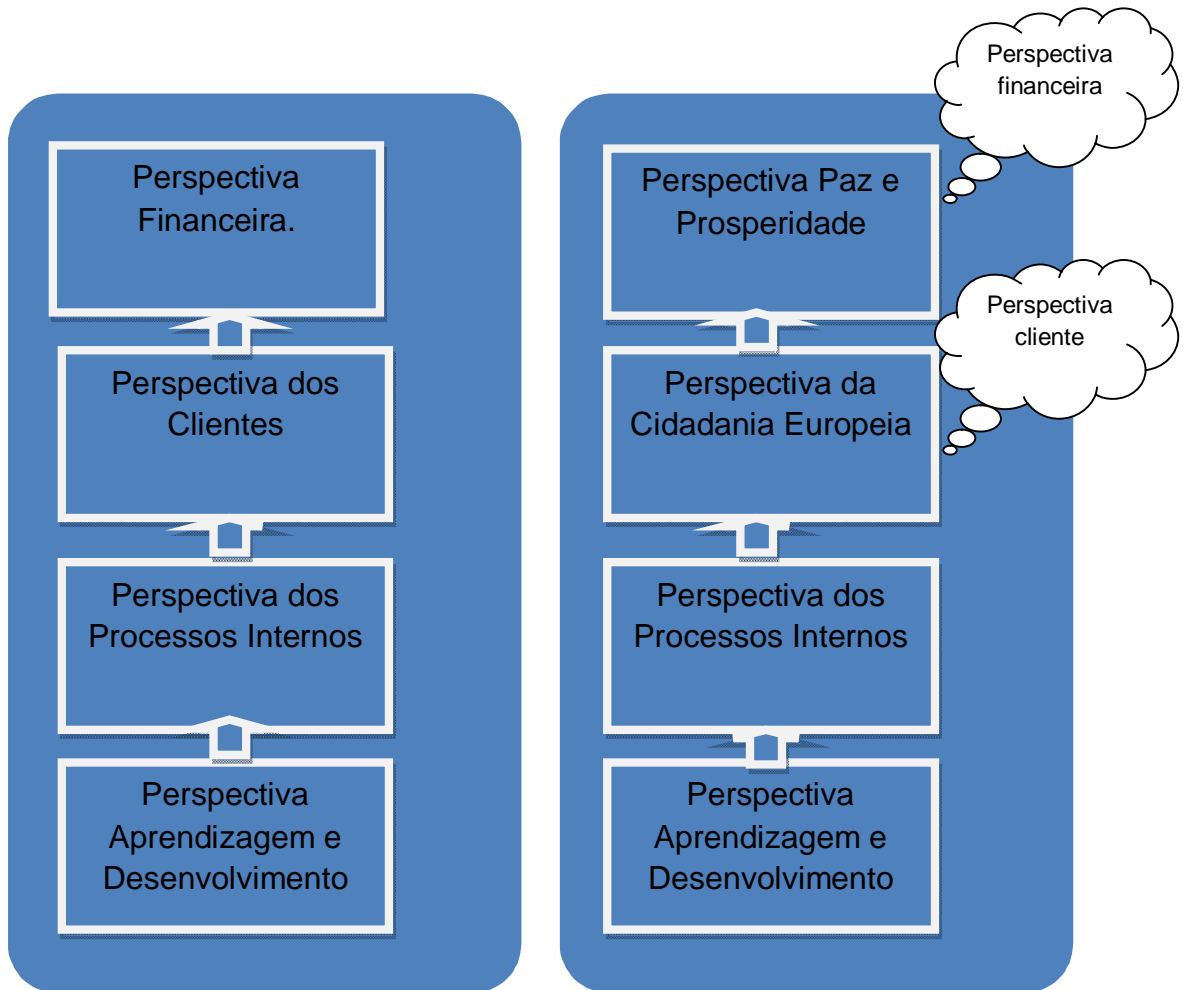 Perspectiva
Financeira.
Perspectiva dos
Clientes
Perspectiva dos
Processos Internos
Perspectiva
Aprendizagem e
Desenvolvimento
Perspectiva Paz e
Prosperidade
Perspectiva
financeira
Perspectiva da
Cidadania Europeia
Perspectiva
cliente
Perspectiva dos
Processos Internos
Perspectiva
Aprendizagem e
Desenvolvimento